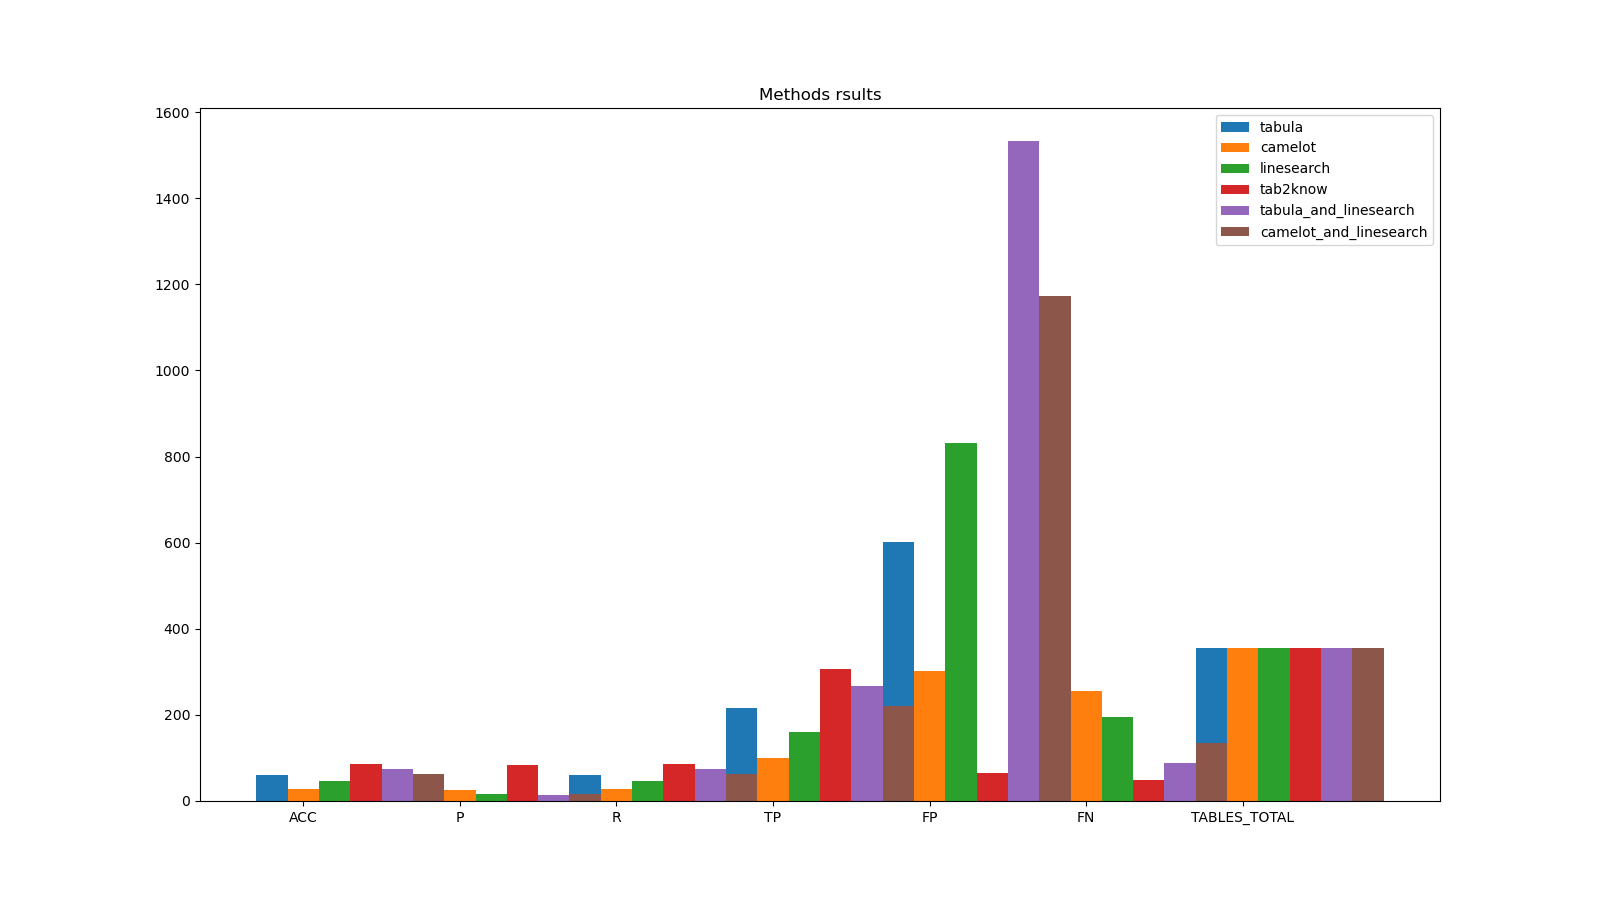 Methods rsults
1600
1400
1200
1000
800
600
400
200
0
tabula
camelot
linesearch
tab2know
tabula_and_linesearch
camelot_and_linesearch
ACC P R TP FP FN TABLES_TOTAL